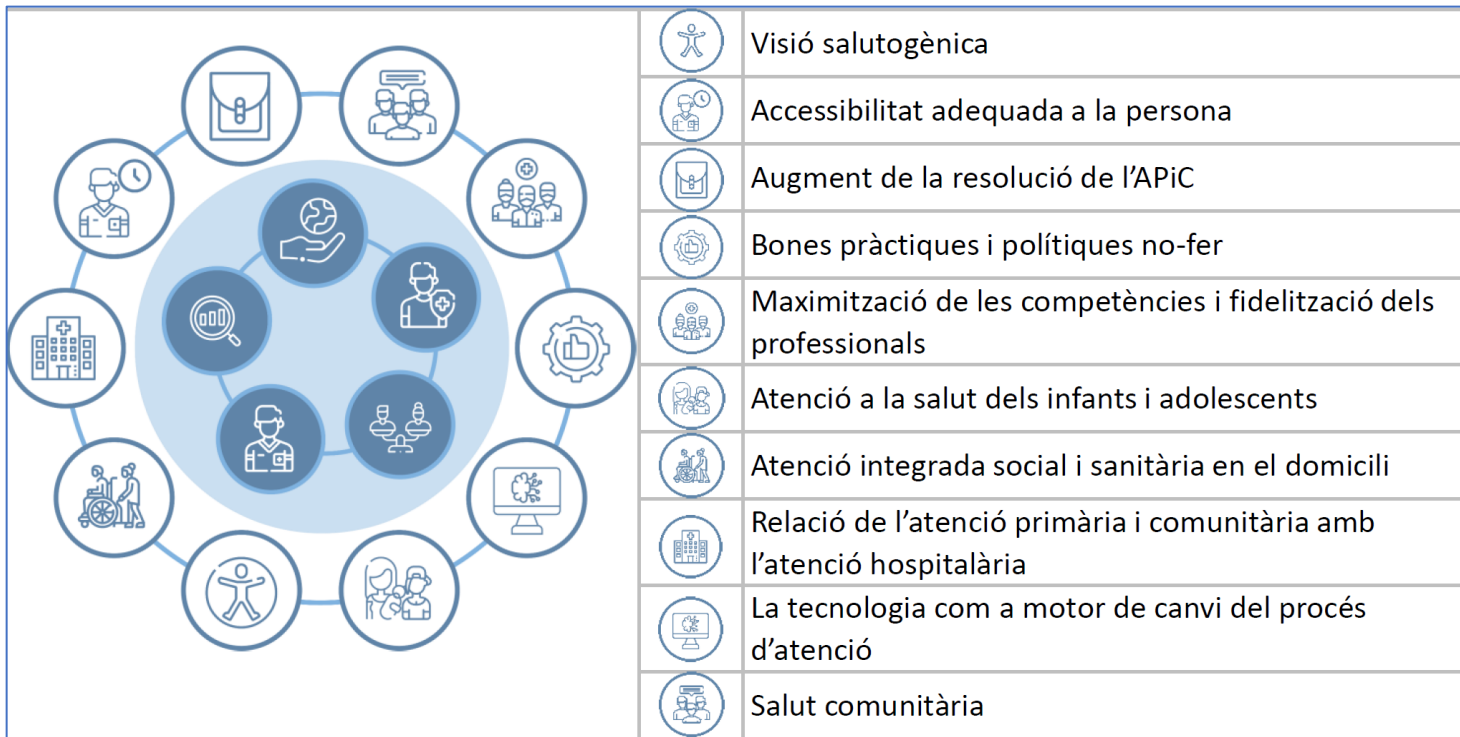 Visió salutogènica
Accessibilitat adequada a la persona
Augment de la resolució de l’APiC
Bones pràctiques i polítiques no-fer
Maximització de les competències i fidelització dels
professionals
Atenció a la salut dels infants i adolescents
Atenció integrada social i sanitària en el domicili
Relació de l’atenció primària i comunitària amb
l’atenció hospitalària
La tecnologia com a motor de canvi del procés
d’atenció
Salut comunitària